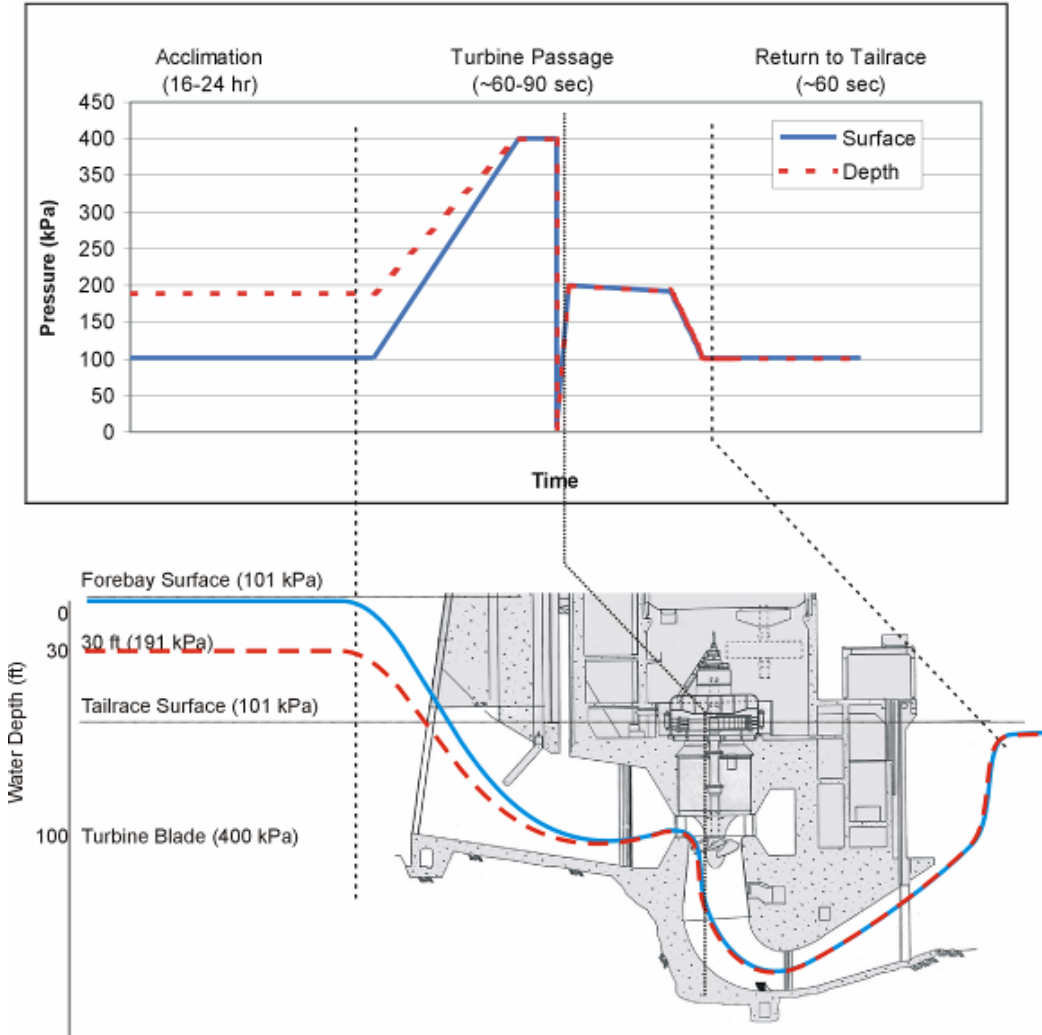 Acclimation
(16-24 hr)
Turbine Passage
(~60-90 sec)
Return to Tailrace
(~60 sec)
450
400
350
300
250
200
150
100
50
0
Pressure (kPa)
Surface
Depth
Time
Forebay Surface (101 kPa)
0
30 ft (191 kPa)
30
Tailrace Surface (101 kPa)
Water Depth (ft)
100
Turbine Blade (400 kPa)